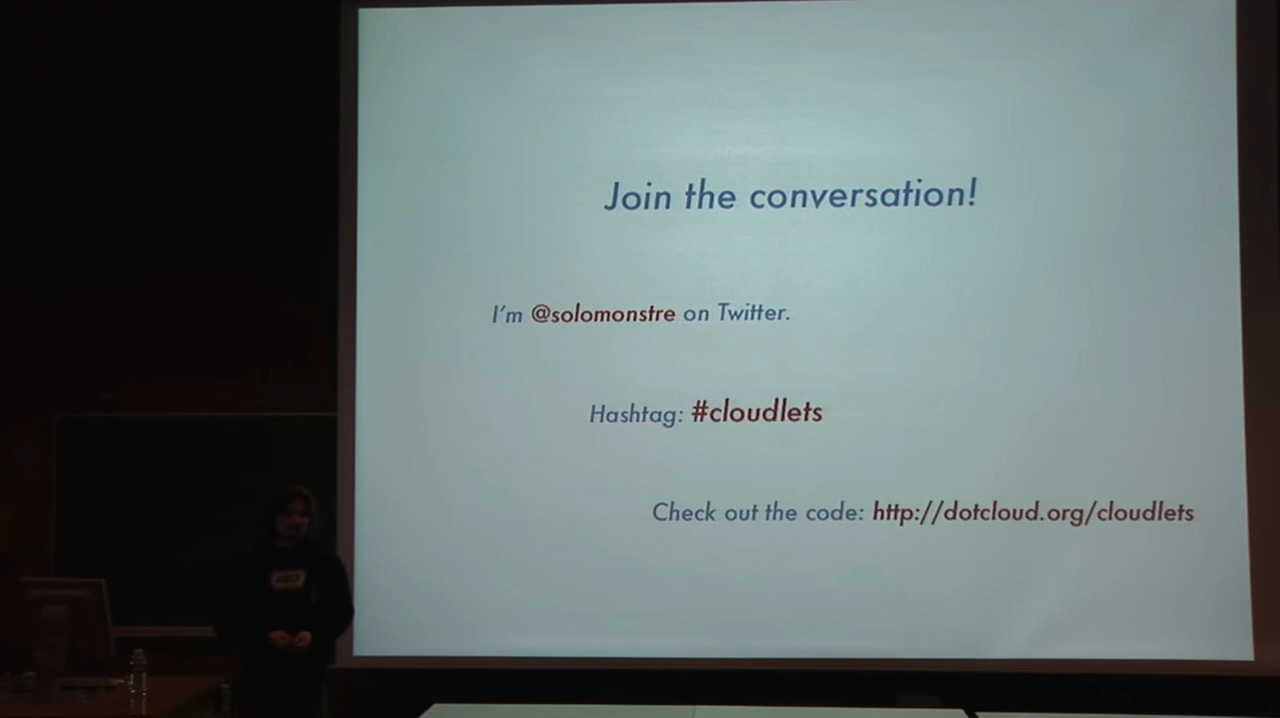 Join the conversation!
I'm @solomonstre on Twitter.
Hashtag: #cloudlets
Check out the code: http://dotcloud.org/cloudlets